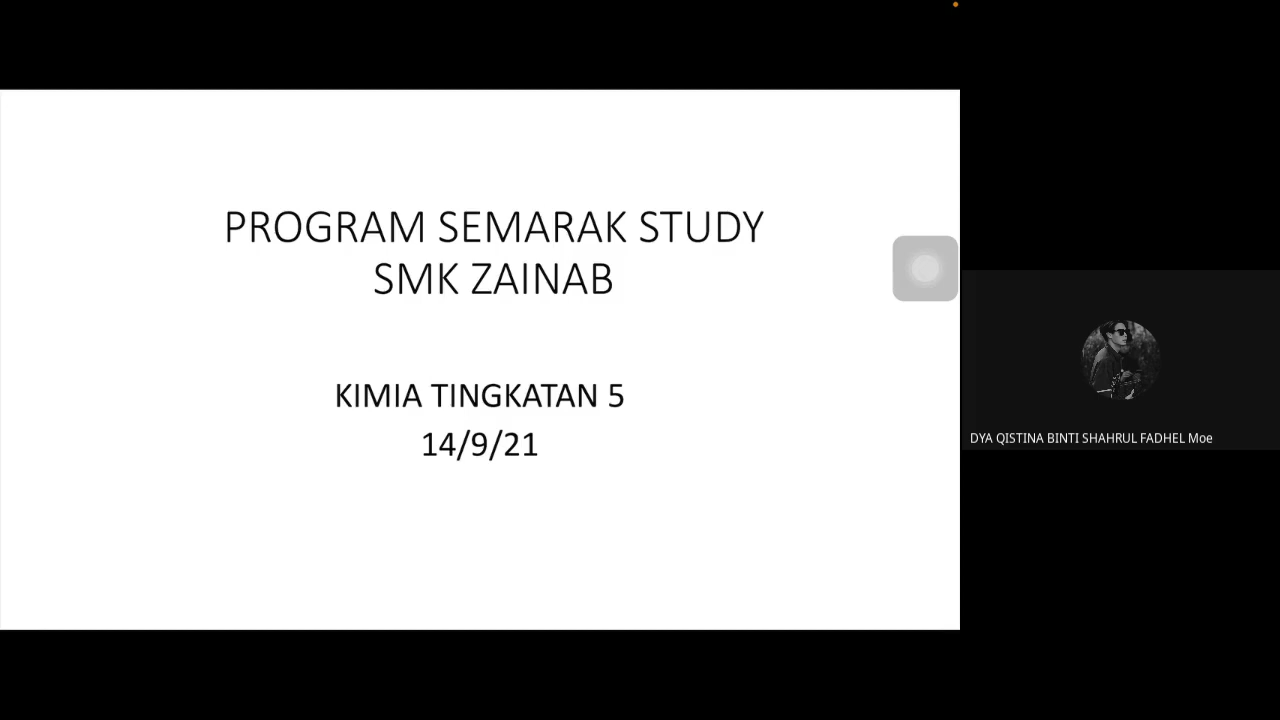 PROGRAM SEMARAK STUDY
SMK ZAINAB
KIMIA TINGKATAN 5
14/9/21
DYA QISTINA BINTI SHAHRUL FADHEL Moe